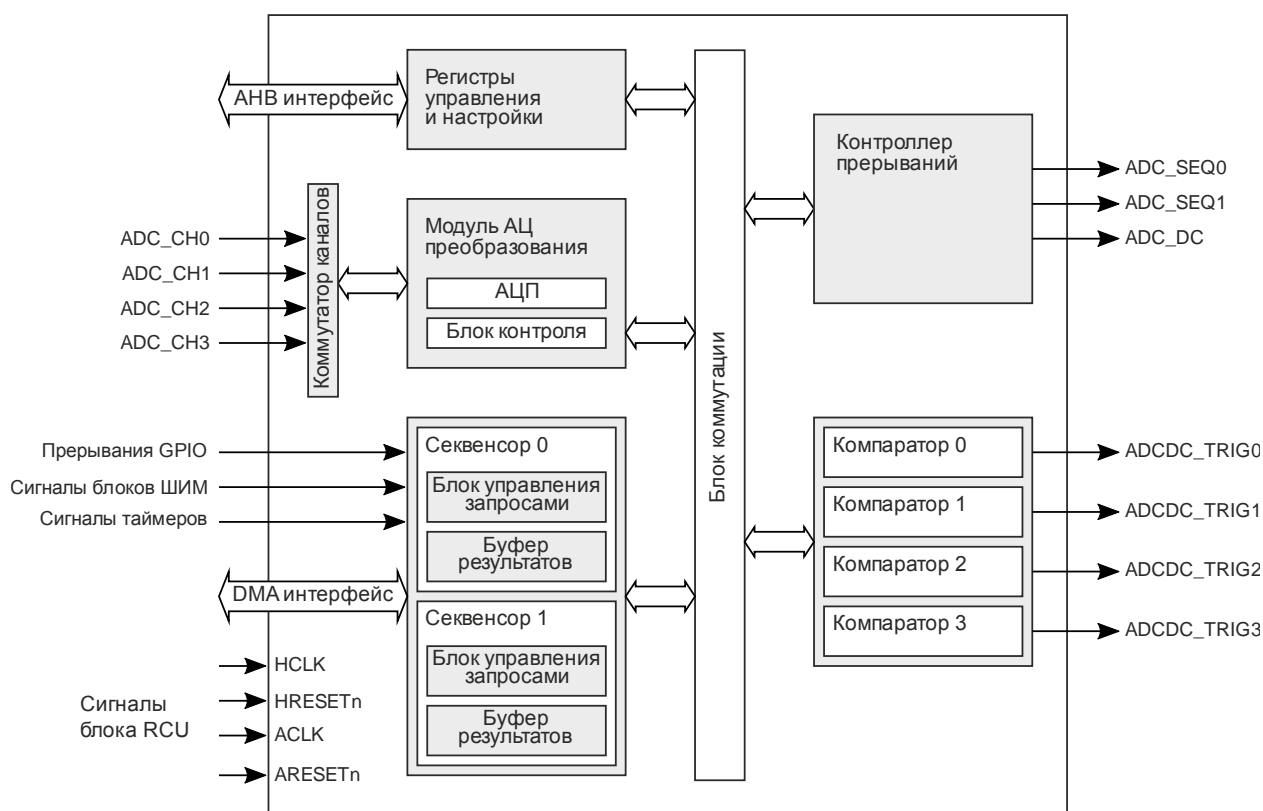 АНВ интерфейс
Регистры
управления
и настройки
Контроллер
прерываний
ADC_SEQ0
ADC_SEQ1
ADC_DC
ADC_CH0
ADC_CH1
ADC_CH2
ADC_CH3
Коммутатор каналов
Модуль АЦ
преобразования
АЦП
Блок контроля
Блок коммутации
Прерывания GPIO
Сигналы блоков ШИМ
Сигналы таймеров
DMA интерфейс
Секвенсор 0
Блок управления
запросами
Буфер
результатов
Секвенсор 1
Блок управления
запросами
Буфер
результатов
Компаратор 0
Компаратор 1
Компаратор 2
Компаратор 3
ADCDC_TRIG0
ADCDC_TRIG1
ADCDC_TRIG2
ADCDC_TRIG3
Сигналы
блока RCU
HCLK
HRESETn
ACLK
ARESETn